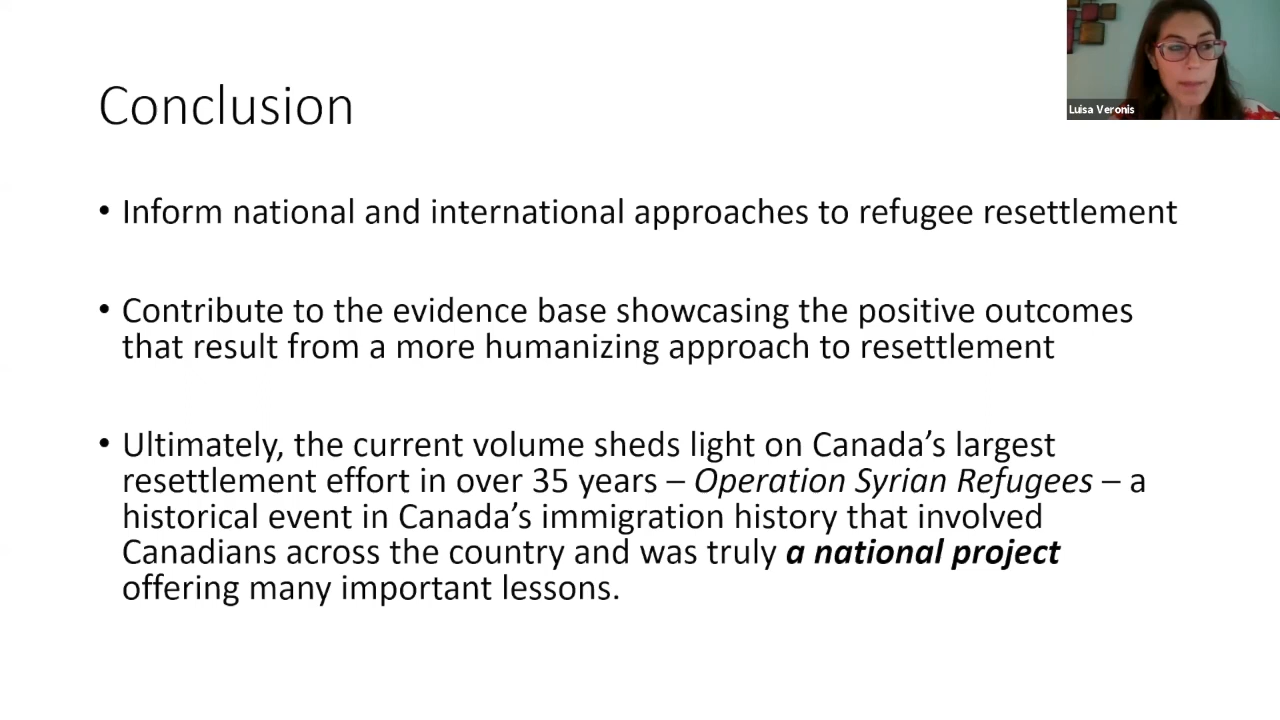 Conclusion
Luisa Veronis
• Inform national and international approaches to refugee resettlement
• Contribute to the evidence base showcasing the positive outcomes
that result from a more humanizing approach to resettlement
• Ultimately, the current volume sheds light on Canada’s largest
resettlement effort in over 35 years – Operation Syrian Refugees – a
historical event in Canada’s immigration history that involved
Canadians across the country and was truly a national project
offering many important lessons.